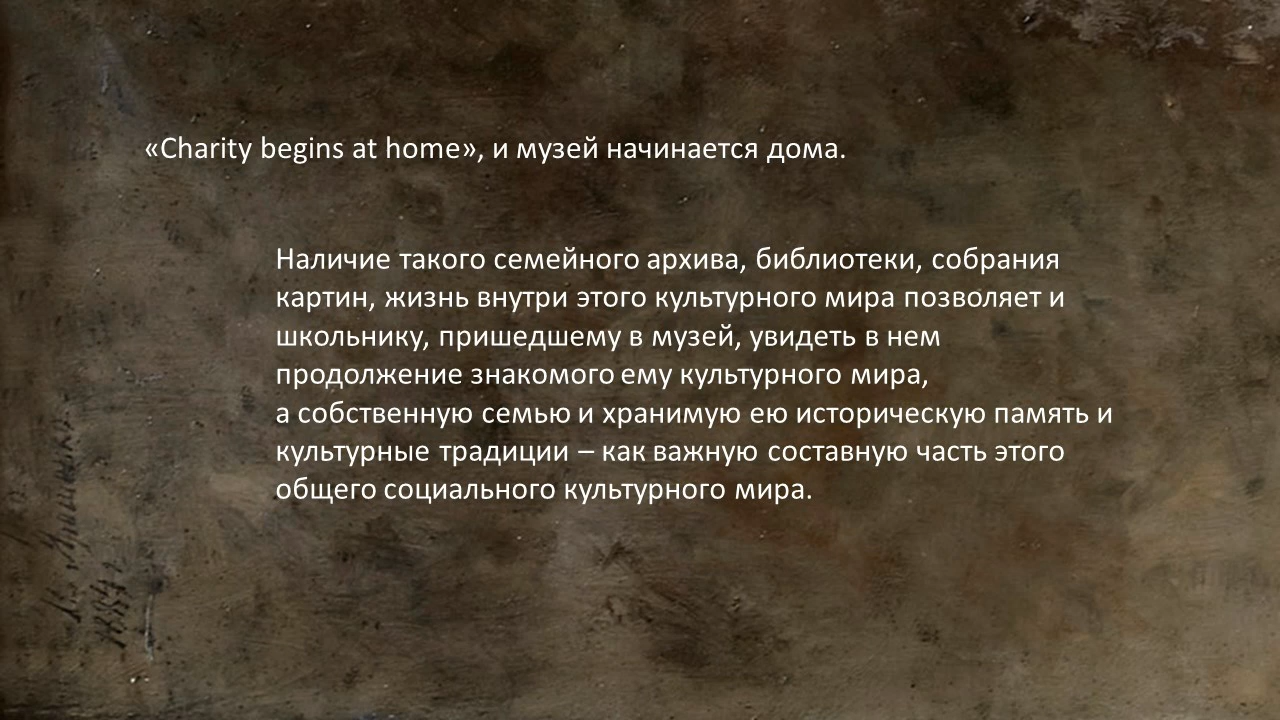 «Charity begins at home», и музей начинается дома.
Наличие такого семейного архива, библиотеки, собрания
картин, жизнь внутри этого культурного мира позволяет и
школьнику, пришедшему в музей, увидеть в нем
продолжение знакомого ему культурного мира,
а собственную семью и хранимую ею историческую память и
культурные традиции – как важную составную часть этого
общего социального культурного мира.